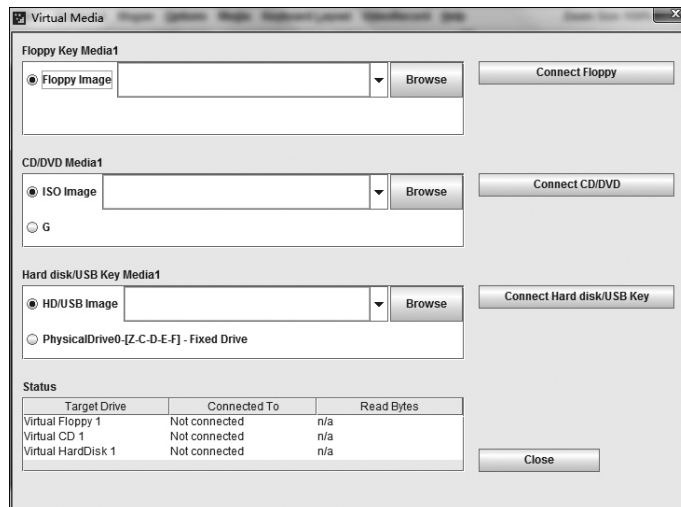 Virtual Media
Floppy Key Media1
Floppy Image
Browse
Connect Floppy
CD/DVD Media1
ISO Image
Browse
Connect CD/DVD
G
Hard disk/USB Key Media1
HD/USB Image
Browse
Connect Hard disk/USB Key
PhysicalDrive0-[Z-C-D-E-F] - Fixed Drive
Status
Target Drive Connected To Read Bytes
Virtual Floppy 1 Not connected n/a
Virtual CD 1 Not connected n/a
Virtual HardDisk 1 Not connected n/a
Close